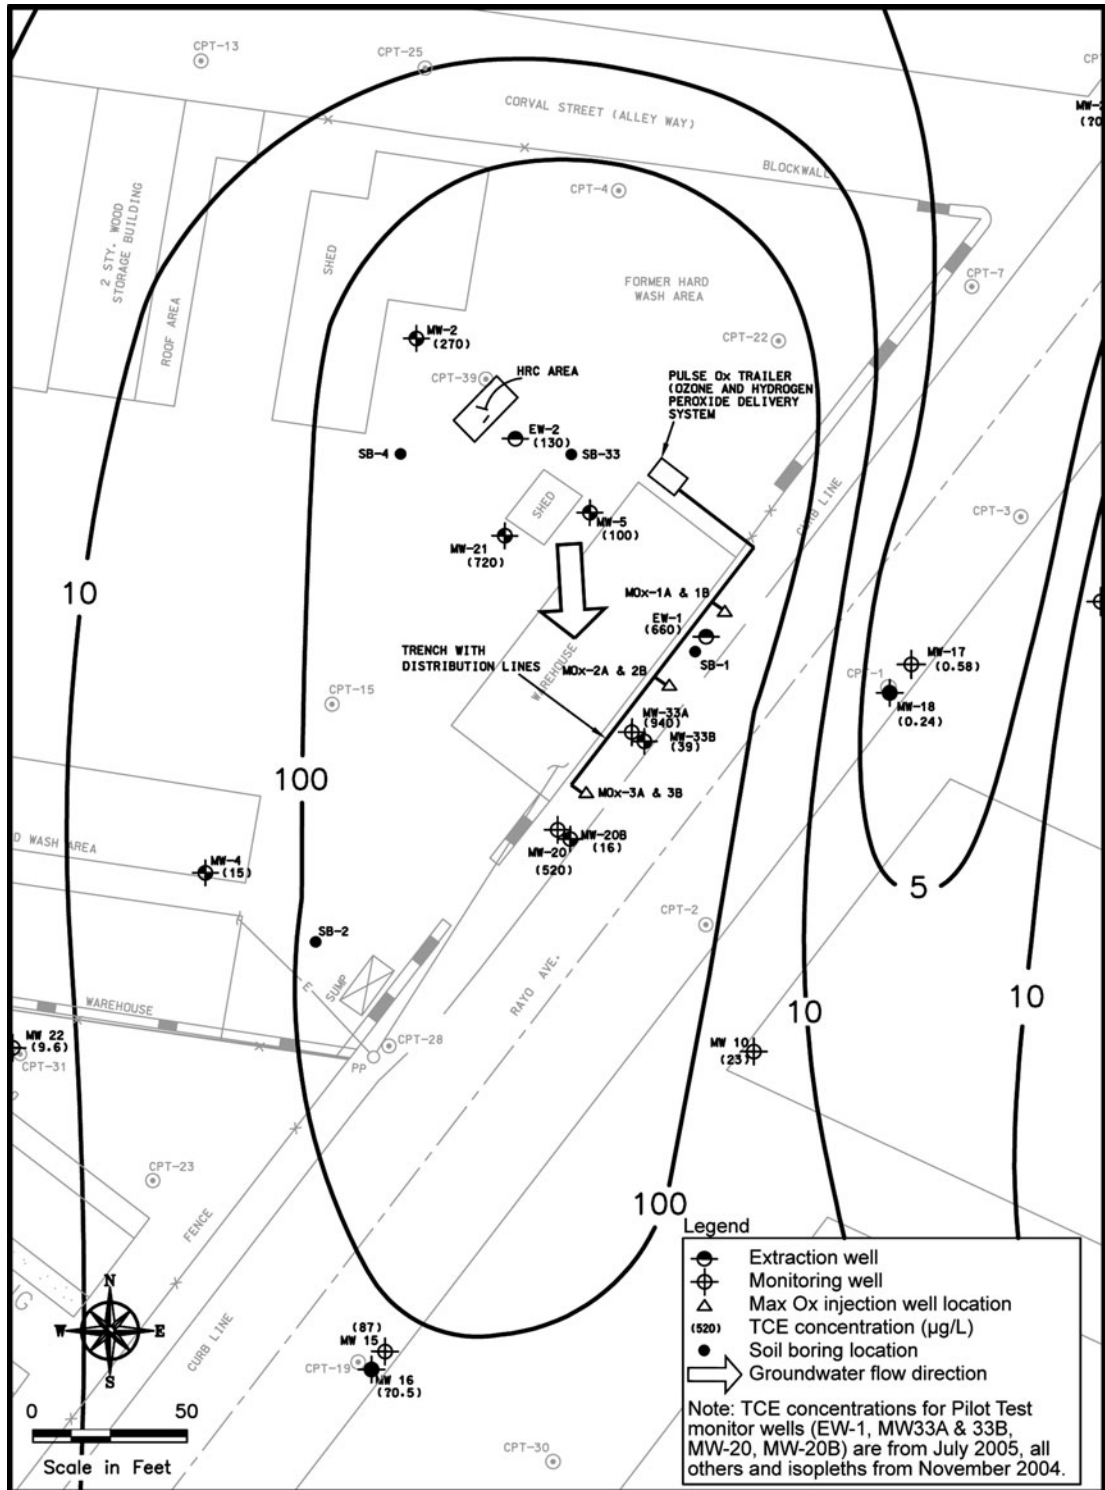 CPT-13
CPT-25
CPT
CORVAL STREET (ALLEY WAY)
MW-2
(?0
BLOCKWALL
CPT-4
2 STY. WOOD
STORAGE BUILDING
SHED
ROOF AREA
FORMER HARD
WASH AREA
CPT-7
MW-2
(270)
CPT-22
CPT-39
HRC AREA
PULSE Ox TRAILER
(OZONE AND HYDROGEN
PEROXIDE DELIVERY
SYSTEM
EW-2
(130)
SB-4
SB-33
SHED
CURB LINE
CPT-3
MW-5
(100)
MW-21
(720)
10
MOx-1A & 1B
EW-1
(660)
TRENCH WITH
DISTRIBUTION LINES
WAREHOUSE
SB-1
MW-17
(0.58)
MOx-2A & 2B
CPT-1
MW-18
(0.24)
CPT-15
MW-33A
(940)
MW-33B
(39)
100
MOx-3A & 3B
D WASH AREA
MW-20B
(16)
MW-20
(520)
MW-4
(15)
5
CPT-2
SB-2
RAYO AVE.
SUMP
E
WAREHOUSE
10
10
MW 22
(9.6)
CPT-31
CPT-28
PP
MW 10
(23)
CPT-23
FENCE
100
NG
N
W E
S
CURB LINE
(87)
MW 15
CPT-19
MW 16
(?0.5)
CPT-30
0 50
Scale in Feet
Legend
Extraction well
Monitoring well
Max Ox injection well location
(520) TCE concentration (µg/L)
Soil boring location
Groundwater flow direction
Note: TCE concentrations for Pilot Test
monitor wells (EW-1, MW33A & 33B,
MW-20, MW-20B) are from July 2005, all
others and isopleths from November 2004.